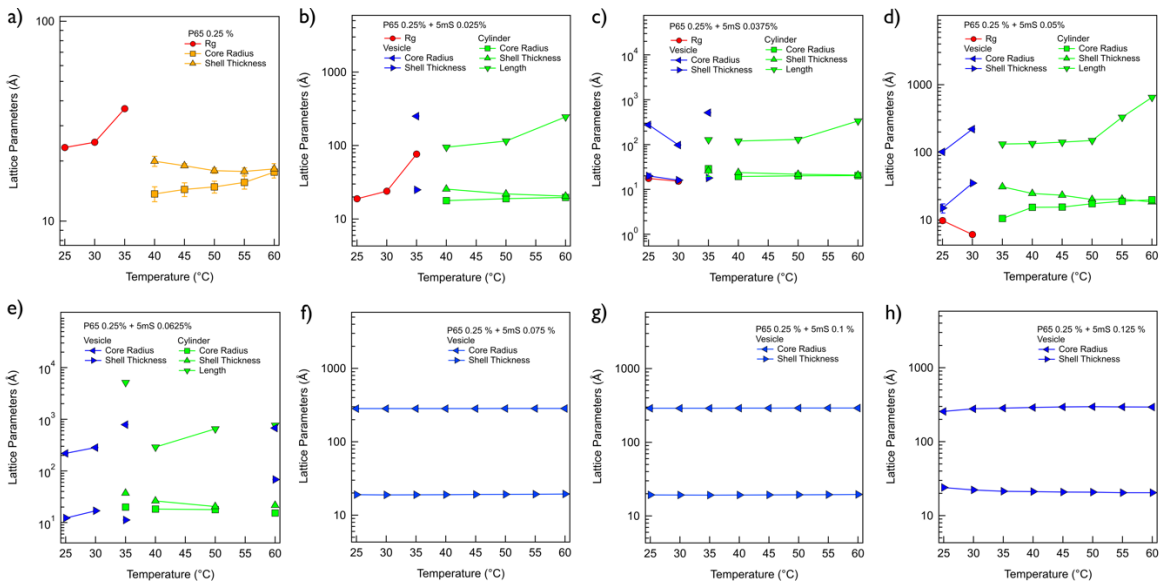 a)
P65 0.25 %
Rg
Core Radius
Shell Thickness
Lattice Parameters (Å)
100
10
25 30 35 40 45 50 55 60
Temperature (°C)
b)
P65 0.25% + 5mS 0.025%
Rg
Vesicle Cylinder
Core Radius Core Radius
Shell Thickness Shell Thickness
Length
Lattice Parameters (Å)
1000
100
10
25 30 35 40 45 50 55 60
Temperature (°C)
c)
P65 0.25% + 5mS 0.0375%
Rg
Vesicle Cylinder
Core Radius Core Radius
Shell Thickness Shell Thickness
Length
Lattice Parameters (Å)
10⁴
10³
10²
10¹
10⁰
25 30 35 40 45 50 55 60
Temperature (°C)
d)
P65 0.25 % + 5mS 0.05%
Rg
Vesicle Cylinder
Core Radius Core Radius
Shell Thickness Shell Thickness
Length
Lattice Parameters (Å)
1000
100
10
25 30 35 40 45 50 55 60
Temperature (°C)
e)
P65 0.25% + 5mS 0.0625%
Vesicle Cylinder
Core Radius Core Radius
Shell Thickness Shell Thickness
Length
Lattice Parameters (Å)
10⁴
10³
10²
10¹
25 30 35 40 45 50 55 60
Temperature (°C)
f)
P65 0.25 % + 5mS 0.075 %
Vesicle
Core Radius
Shell Thickness
Lattice Parameters (Å)
1000
100
10
25 30 35 40 45 50 55 60
Temperature (°C)
g)
P65 0.25 % + 5mS 0.1 %
Vesicle
Core Radius
Shell Thickness
Lattice Parameters (Å)
1000
100
10
25 30 35 40 45 50 55 60
Temperature (°C)
h)
P65 0.25 % + 5mS 0.125 %
Vesicle
Core Radius
Shell Thickness
Lattice Parameters (Å)
1000
100
10
25 30 35 40 45 50 55 60
Temperature (°C)